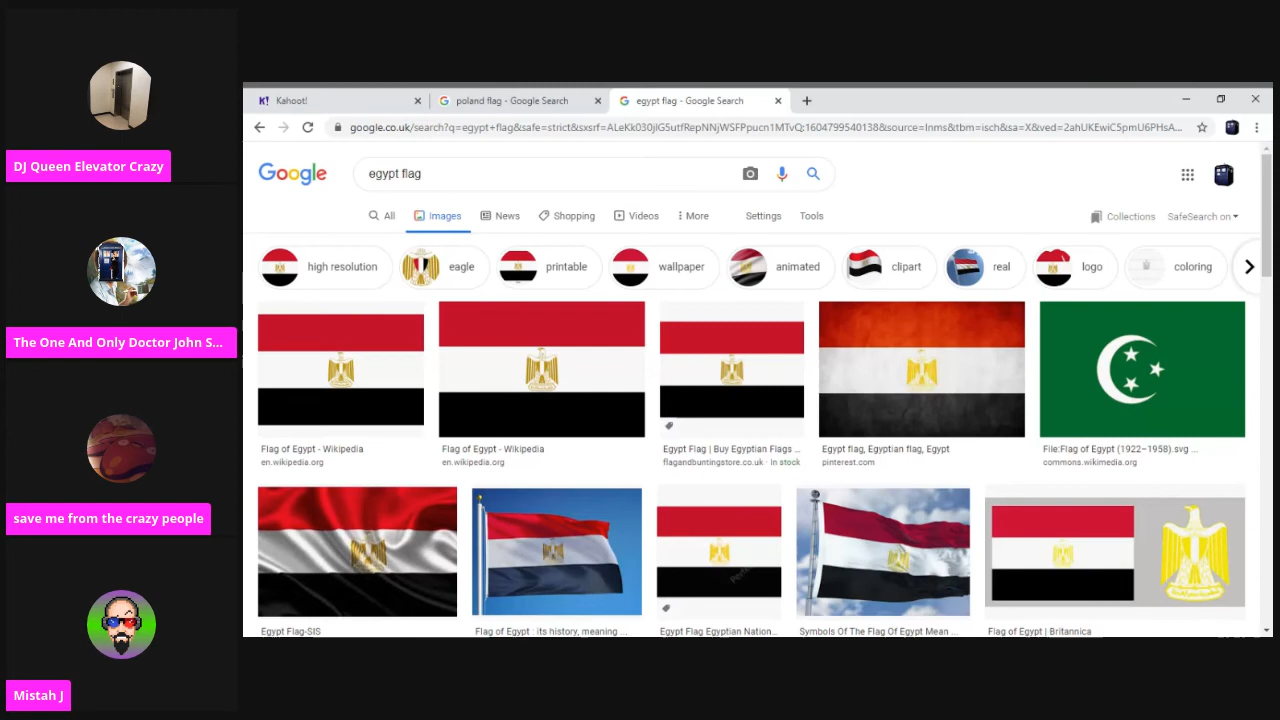 DJ Queen Elevator Crazy
The One And Only Doctor John S...
save me from the crazy people
Mistah J
K! Kahoot!
poland flag - Google Search
egypt flag - Google Search
google.co.uk/search?q=egypt+flag&safe=strict&sxsrf=ALeKk030jIG5utfRepNNjWSFPpucn1MTvQ:1604799540138&source=lnms&tbm=isch&sa=X&ved=2ahUKEwiC5pmU6PHsA...
Google
egypt flag
All Images News Shopping Videos More Settings Tools Collections SafeSearch on
high resolution eagle printable wallpaper animated clipart real logo coloring
Flag of Egypt - Wikipedia
en.wikipedia.org
Flag of Egypt - Wikipedia
en.wikipedia.org
Egypt Flag | Buy Egyptian Flags ...
flagandbuntingstore.co.uk · In stock
Egypt flag, Egyptian flag, Egypt
pinterest.com
File:Flag of Egypt (1922–1958).svg ...
commons.wikimedia.org
Egypt Flag-SIS
Flag of Egypt : its history, meaning ...
Egypt Flag Egyptian Nation...
Symbols Of The Flag Of Egypt Mean ...
Flag of Egypt | Britannica